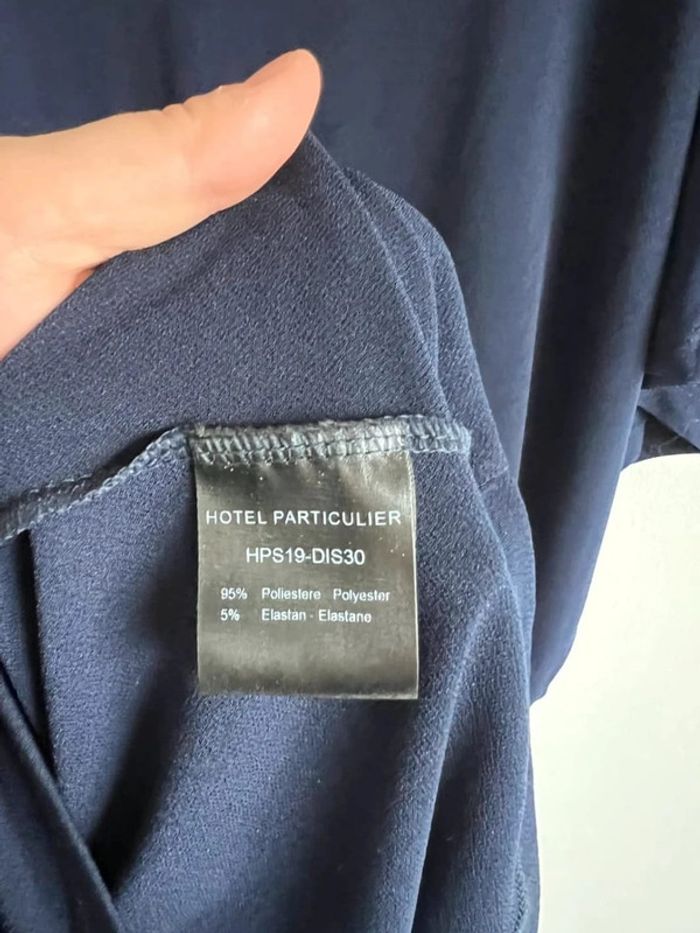 HOTEL PARTICULIER
HPS19-DIS30
95% Poliestere Polyester
5% Elastan - Elastane